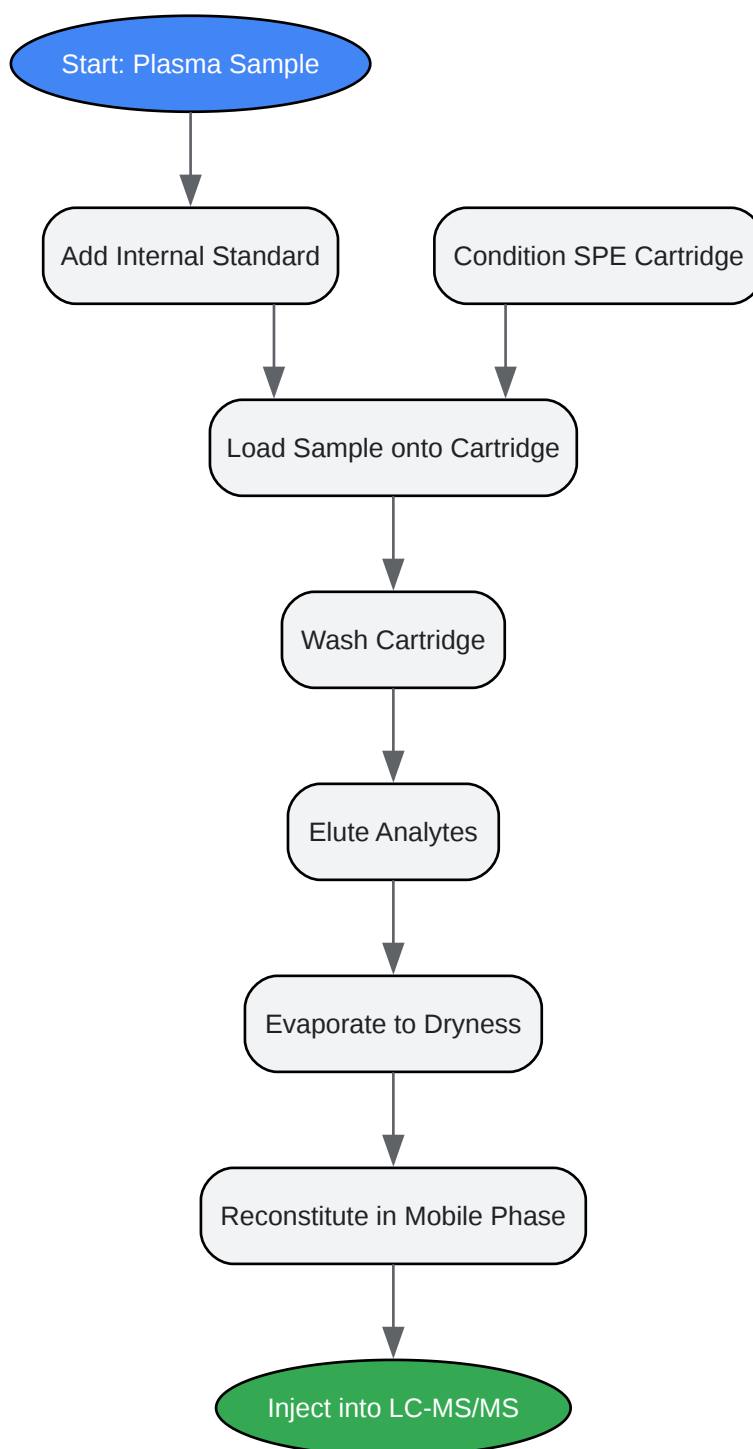 Start: Plasma Sample
Add Internal Standard
Condition SPE Cartridge
Load Sample onto Cartridge
Wash Cartridge
Elute Analytes
Evaporate to Dryness
Reconstitute in Mobile Phase
Inject into LC-MS/MS